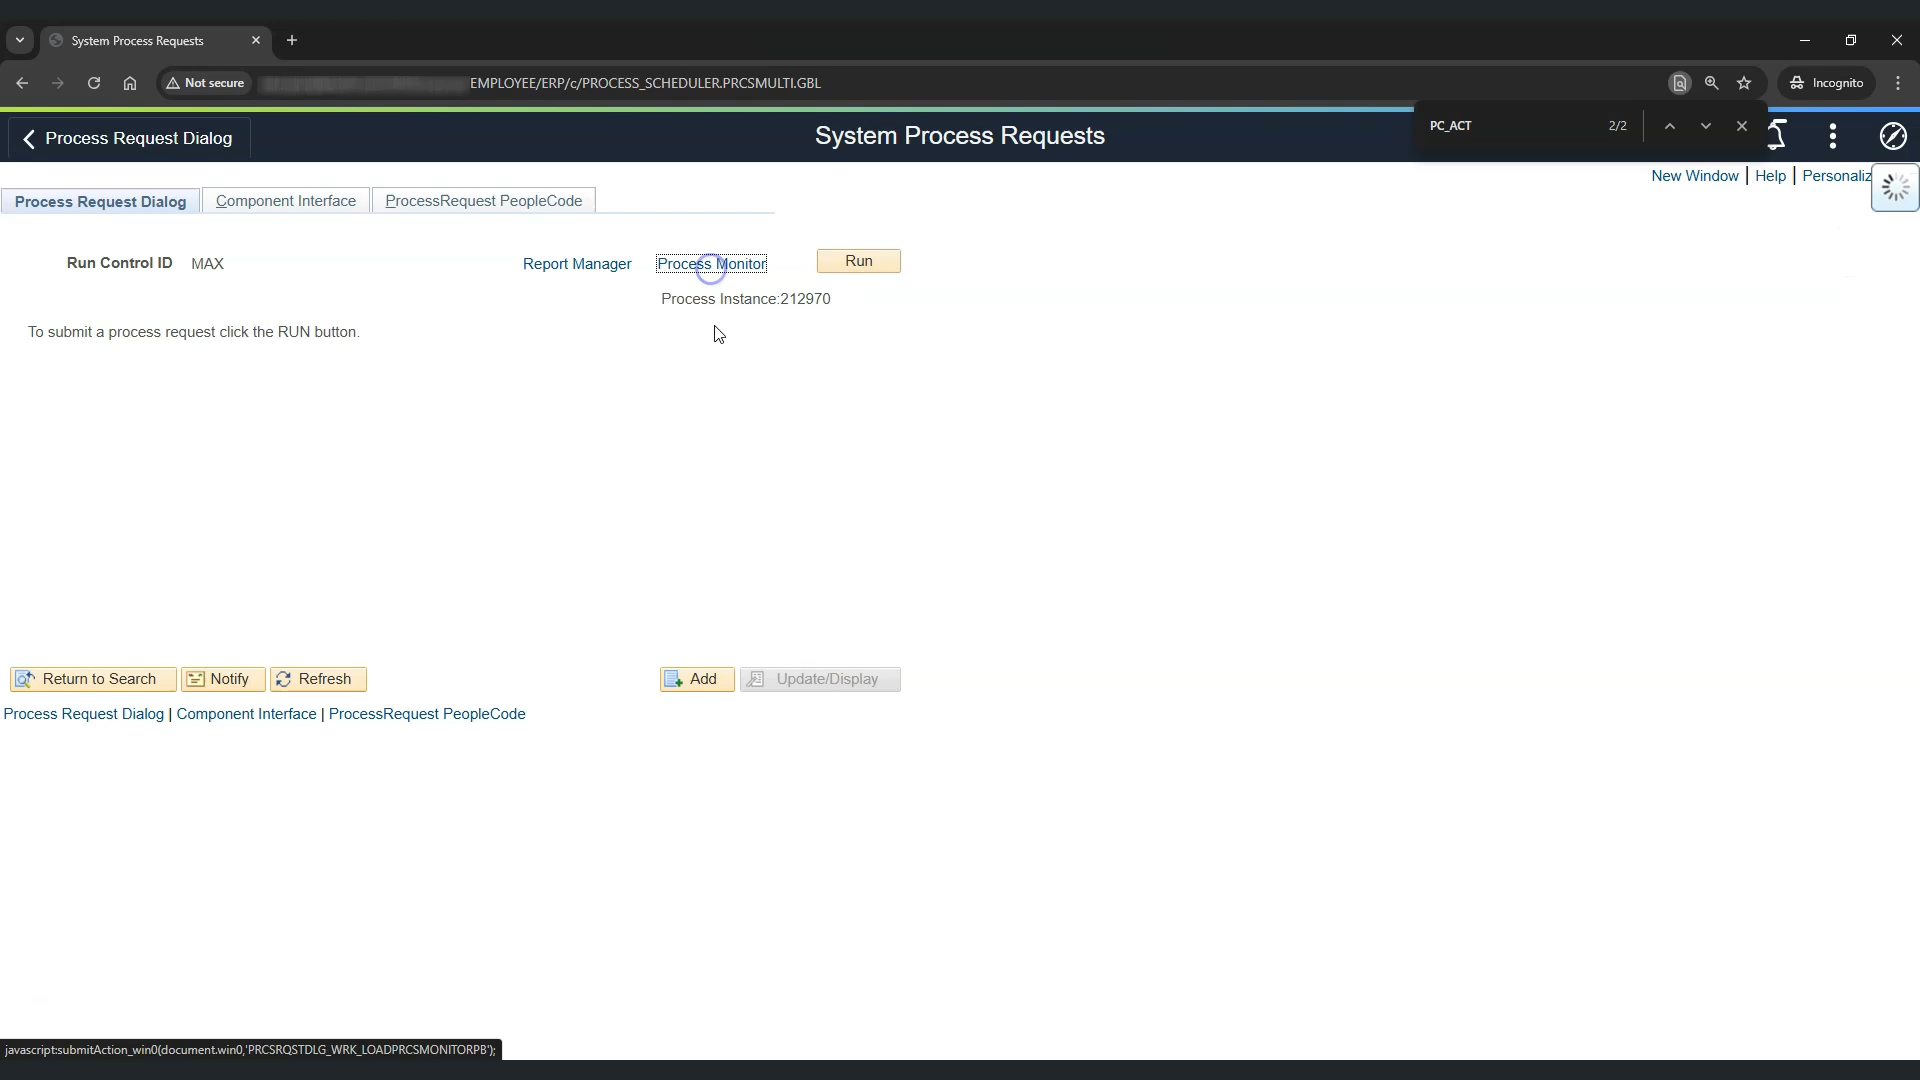 System Process Requests
Not secure
EMPLOYEE/ERP/c/PROCESS_SCHEDULER.PRCSMULTI.GBL
Incognito
Process Request Dialog
System Process Requests
PC_ACT
2/2
New Window | Help | Personaliz
Process Request Dialog
Component Interface
ProcessRequest PeopleCode
Run Control ID MAX
Report Manager
Process Monitor
Run
Process Instance:212970
To submit a process request click the RUN button.
Return to Search
Notify
Refresh
Add
Update/Display
Process Request Dialog | Component Interface | ProcessRequest PeopleCode
javascript:submitAction_win0(document.win0,'PRCSRQSTDLG_WRK_LOADPRCSMONITORPB');